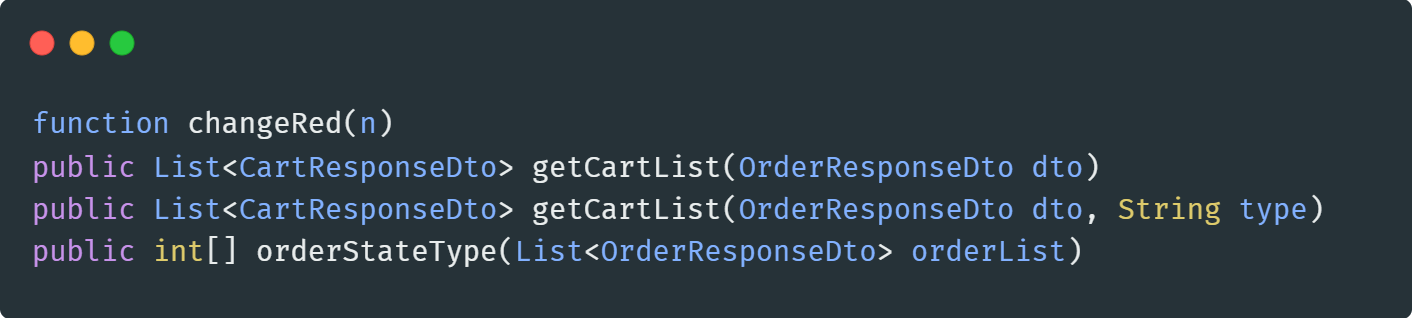 function changeRed(n)
public List<CartResponseDto> getCartList(OrderResponseDto dto)
public List<CartResponseDto> getCartList(OrderResponseDto dto, String type)
public int[] orderStateType(List<OrderResponseDto> orderList)